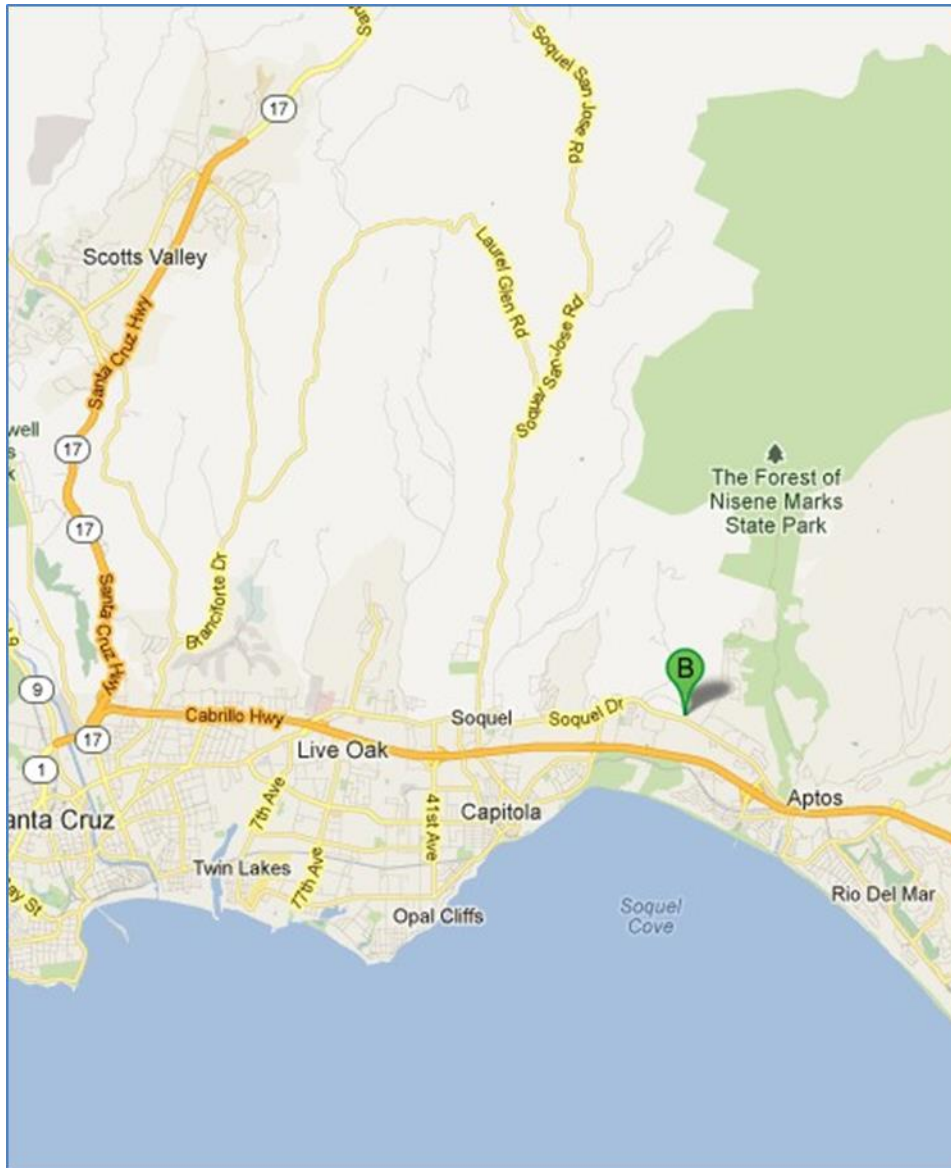 San
17
Soquel San Jose Rd
Scotts Valley
Laurel Glen Rd
Santa Cruz Hwy
Soquel San Jose Rd
well
s
k
17
The Forest of
Nisene Marks
State Park
17
Branciforte Dr
Santa Cruz Hwy
B
9
Cabrillo Hwy
Soquel
Soquel Dr
17
Live Oak
1
7th Ave
41st Ave
Capitola
Aptos
anta Cruz
Twin Lakes
17th Ave
Rio Del Mar
ay St
Opal Cliffs
Soquel
Cove